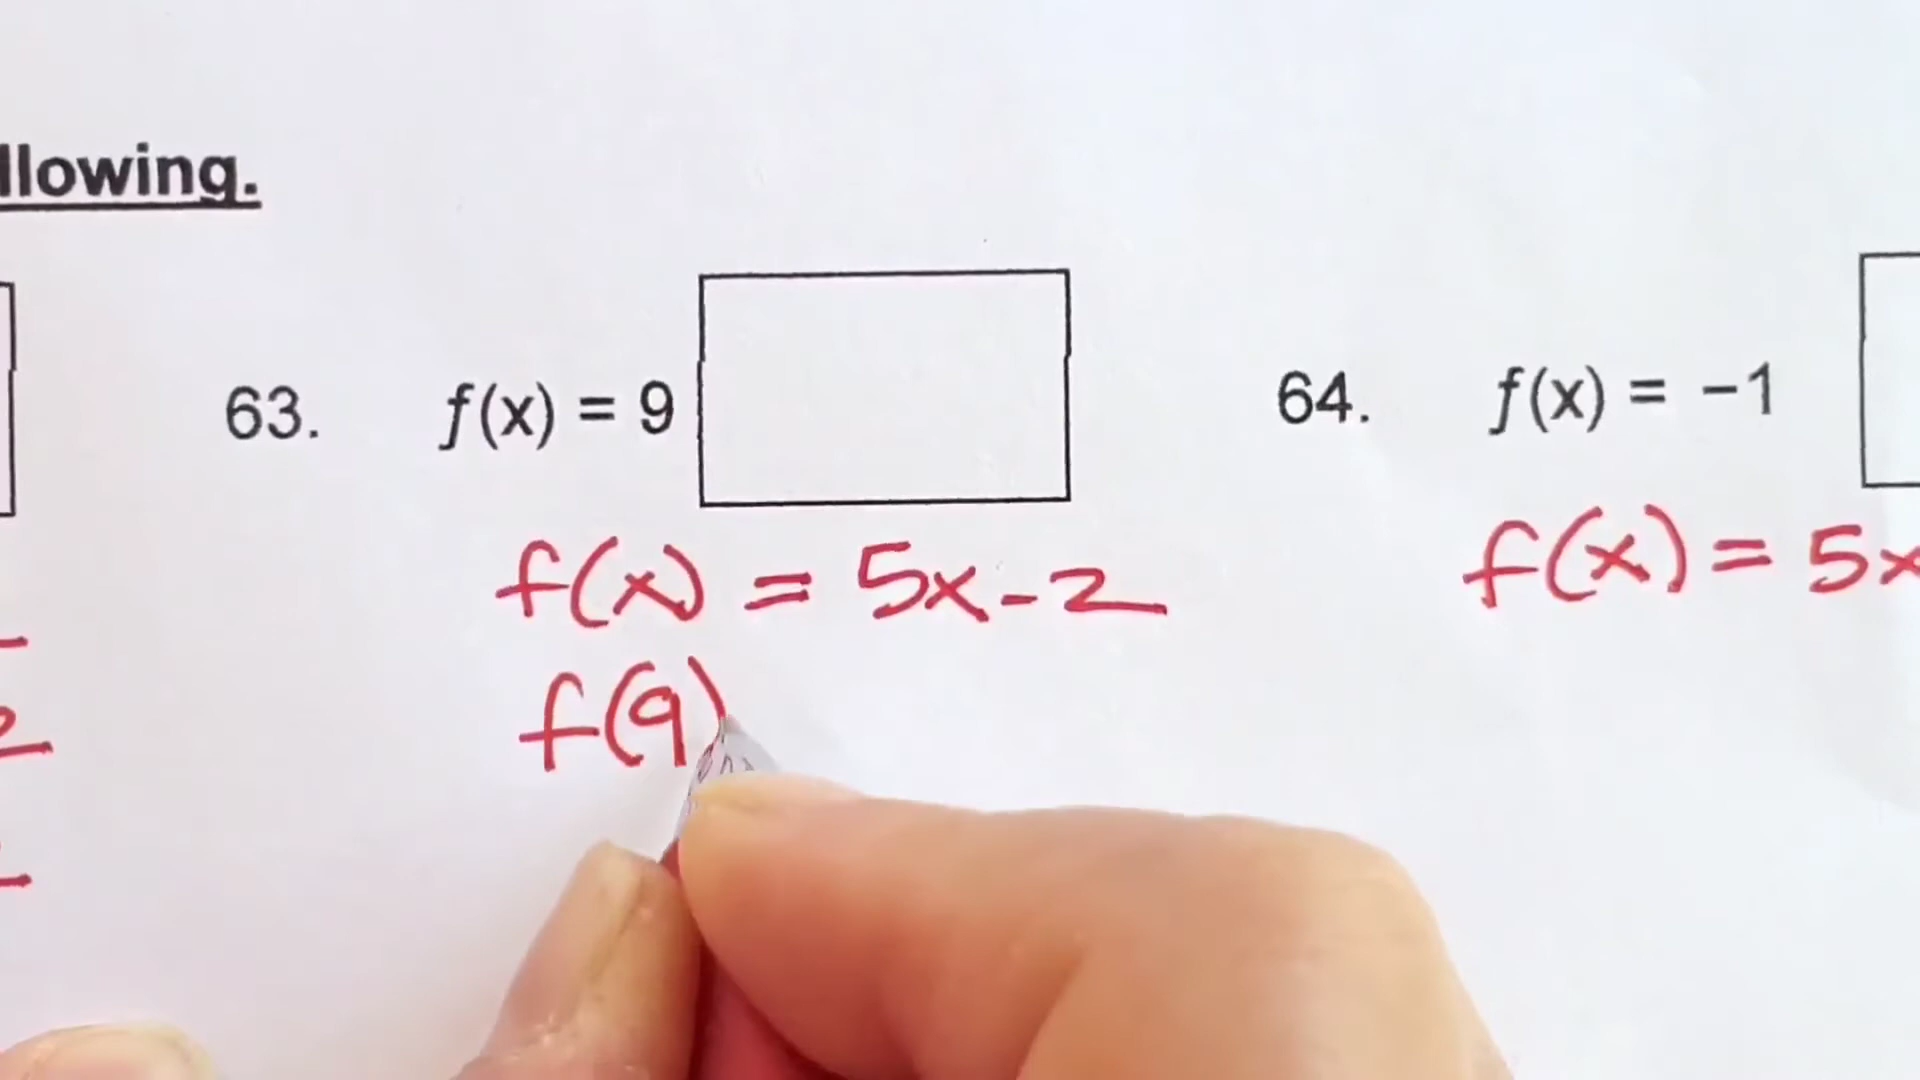 llowing.
63. f(x) = 9
64. f(x) = −1
f(x) = 5x - 2
f(x) = 5x
f(9)